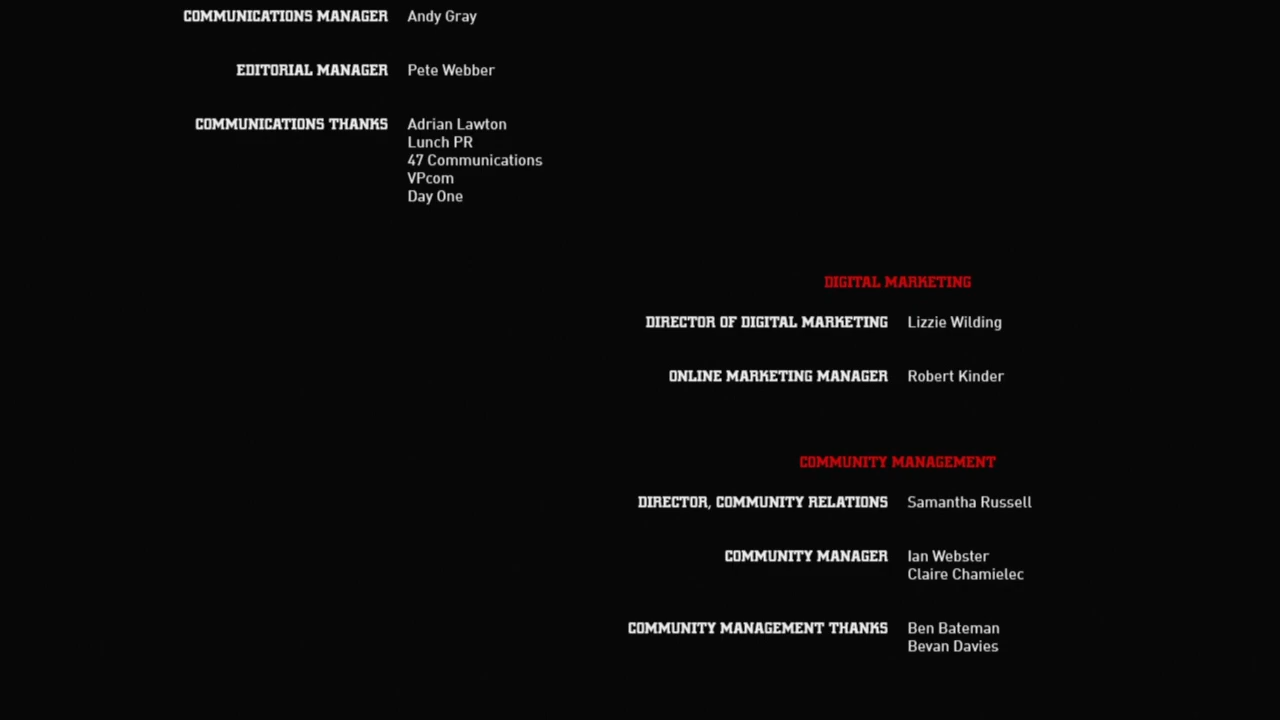 COMMUNICATIONS MANAGER Andy Gray
EDITORIAL MANAGER Pete Webber
COMMUNICATIONS THANKS Adrian Lawton
Lunch PR
47 Communications
VPcom
Day One
DIGITAL MARKETING
DIRECTOR OF DIGITAL MARKETING Lizzie Wilding
ONLINE MARKETING MANAGER Robert Kinder
COMMUNITY MANAGEMENT
DIRECTOR, COMMUNITY RELATIONS Samantha Russell
COMMUNITY MANAGER Ian Webster
Claire Chamielec
COMMUNITY MANAGEMENT THANKS Ben Bateman
Bevan Davies